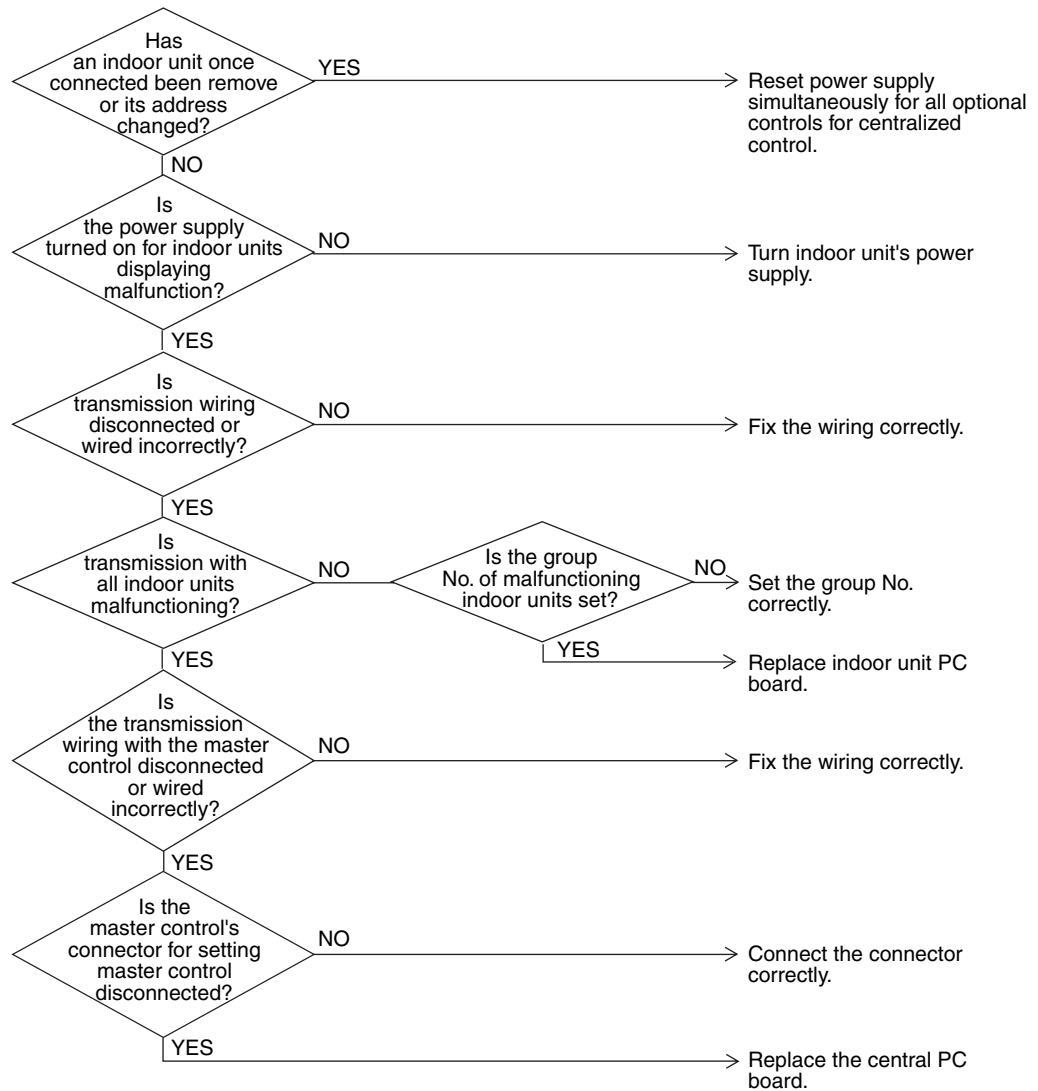 Has
an indoor unit once
connected been remove
or its address
changed?
YES
Reset power supply
simultaneously for all optional
controls for centralized
control.
NO
Is
the power supply
turned on for indoor units
displaying
malfunction?
NO
Turn indoor unit's power
supply.
YES
Is
transmission wiring
disconnected or
wired incorrectly?
NO
Fix the wiring correctly.
YES
Is
transmission with
all indoor units
malfunctioning?
NO
Is the group
No. of malfunctioning
indoor units set?
NO
Set the group No.
correctly.
YES
Replace indoor unit PC
board.
YES
Is
the transmission
wiring with the master
control disconnected
or wired
incorrectly?
NO
Fix the wiring correctly.
YES
Is the
master control's
connector for setting
master control
disconnected?
NO
Connect the connector
correctly.
YES
Replace the central PC
board.